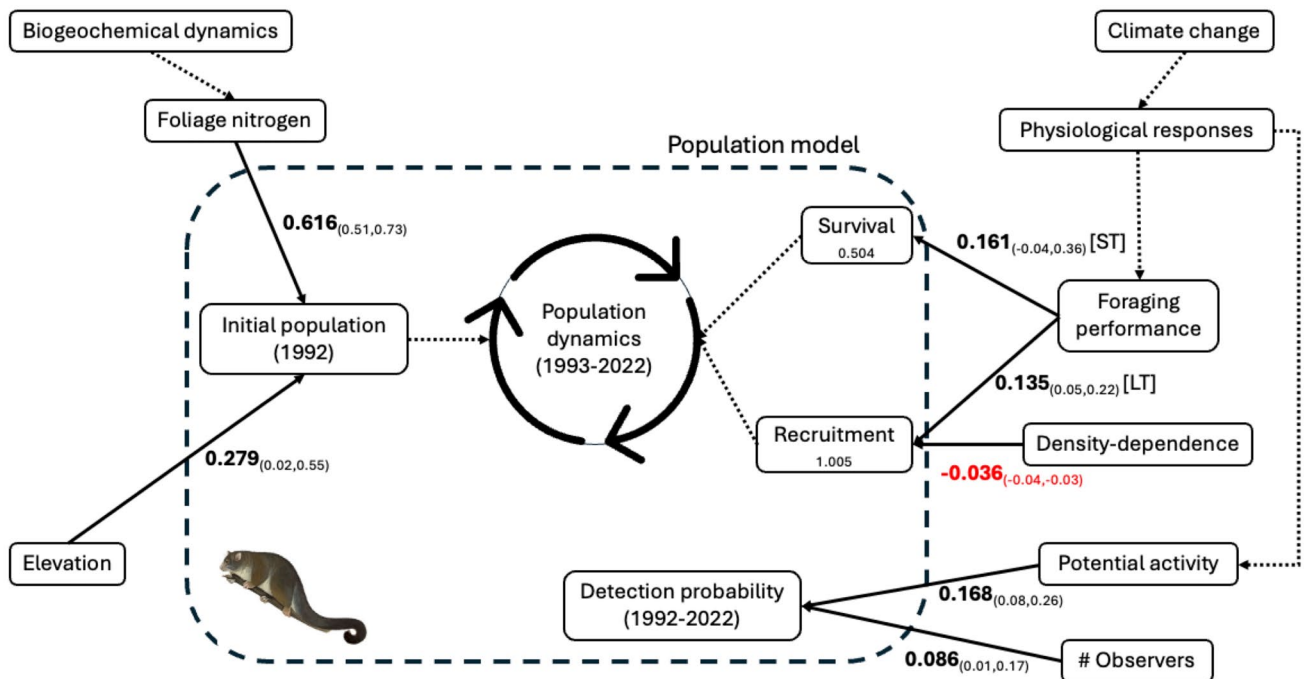 Biogeochemical dynamics
Climate change
Foliage nitrogen
Physiological responses
Population model
0.616(0.51,0.73)
Survival
0.504
0.161(-0.04,0.36) [ST]
Initial population
(1992)
Population
dynamics
(1993-2022)
Foraging
performance
0.135(0.05,0.22) [LT]
Recruitment
1.005
Density-dependence
-0.036(-0.04,-0.03)
0.279(0.02,0.55)
Elevation
Detection probability
(1992-2022)
Potential activity
0.168(0.08,0.26)
0.086(0.01,0.17)
# Observers